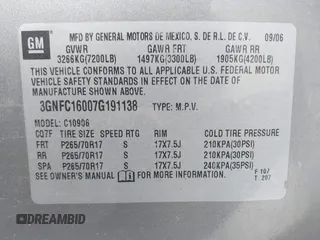 GM
MFD BY GENERAL MOTORS DE MEXICO, S. DE R.L. DE C.V. 09/06
GVWR GAWR FRT GAWR RR
3266KG(7200LB) 1497KG(3300LB) 1905KG(4200LB)
THIS VEHICLE CONFORMS TO ALL APPLICABLE U.S. FEDERAL
MOTOR VEHICLE SAFETY STANDARDS IN EFFECT ON THE DATE OF
MANUFACTURE SHOWN ABOVE.
3GNFC16007G191138 TYPE: M.P.V.
MODEL: C10906
TIRE SIZE SPEED RTG RIM COLD TIRE PRESSURE
FRT P265/70R17 S 17X7.5J 210KPA(30PSI)
RR P265/70R17 S 17X7.5J 210KPA(30PSI)
SPA P265/70R17 S 17X7.5J 240KPA(35PSI)
SEE OWNER'S MANUAL FOR ADDITIONAL INFORMATION
DREAMBID